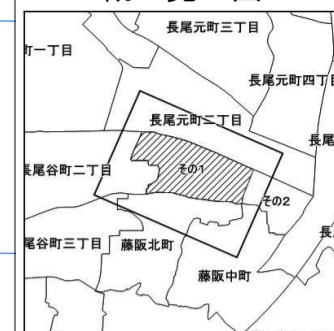 長尾元町三丁目
町一丁目
長尾元町四丁
長尾元町二丁目
長尾
長尾谷町二丁目
その1
その2
尾谷町三丁目
藤阪北町
藤阪中町
長